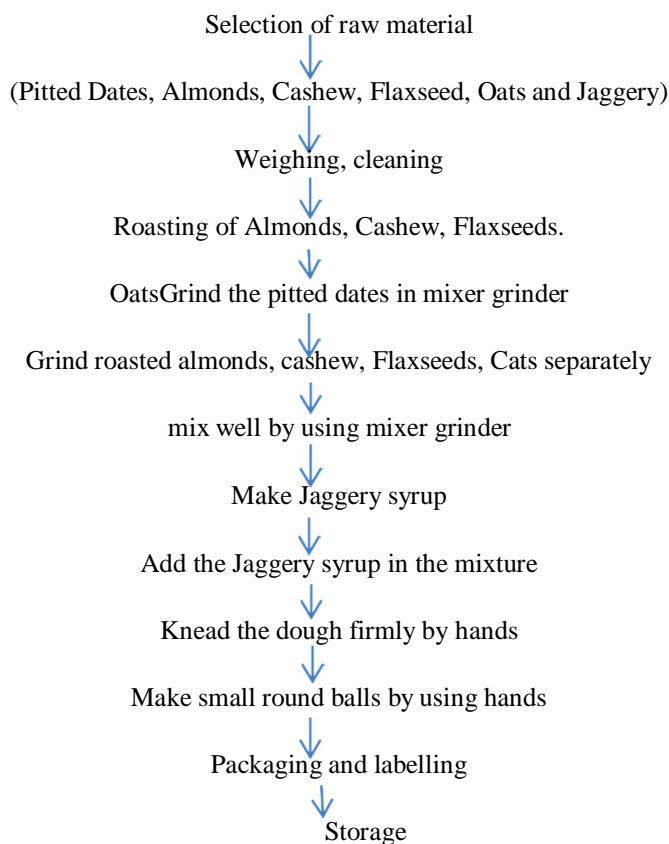 Selection of raw material
(Pitted Dates, Almonds, Cashew, Flaxseed, Oats and Jaggery)
Weighing, cleaning
Roasting of Almonds, Cashew, Flaxseeds.
OatsGrind the pitted dates in mixer grinder
Grind roasted almonds, cashew, Flaxseeds, Cats separately
mix well by using mixer grinder
Make Jaggery syrup
Add the Jaggery syrup in the mixture
Knead the dough firmly by hands
Make small round balls by using hands
Packaging and labelling
Storage